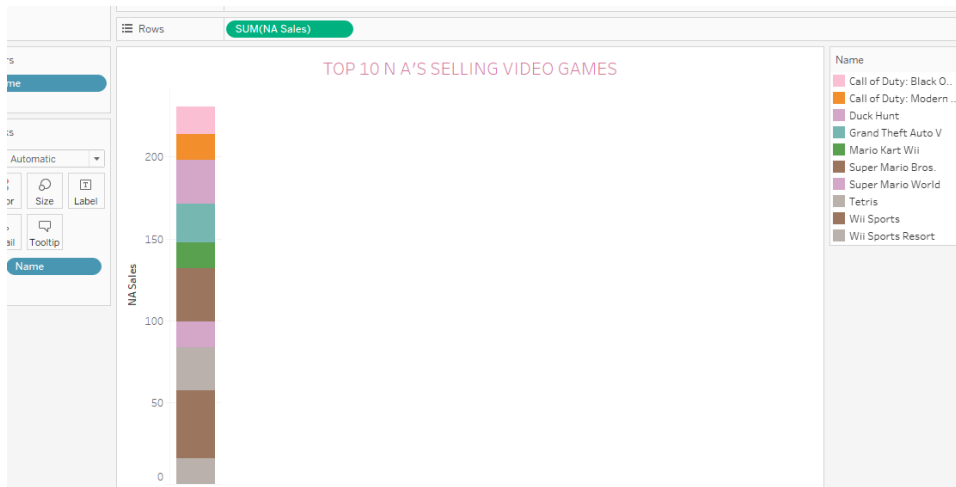 Rows
SUM(NA Sales)
TOP 10 N A'S SELLING VIDEO GAMES
Automatic
Size
Label
Tooltip
Name
NA Sales
200
150
100
50
0
Name
Call of Duty: Black O..
Call of Duty: Modern ..
Duck Hunt
Grand Theft Auto V
Mario Kart Wii
Super Mario Bros.
Super Mario World
Tetris
Wii Sports
Wii Sports Resort